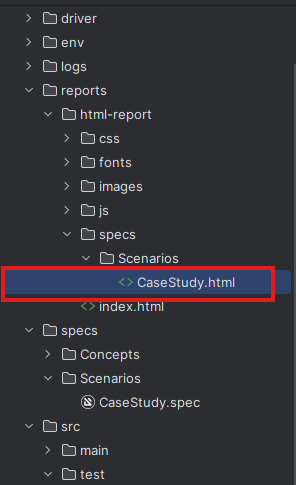 driver
env
logs
reports
html-report
css
fonts
images
js
specs
Scenarios
CaseStudy.html
index.html
specs
Concepts
Scenarios
CaseStudy.spec
src
main
test